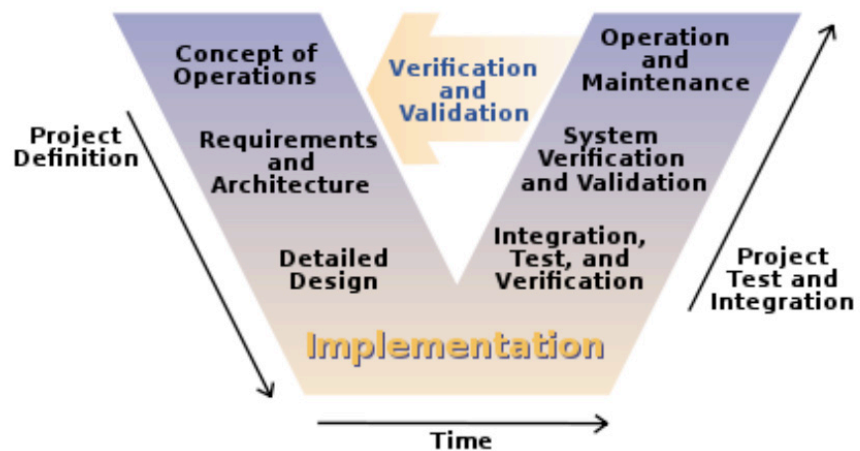 Concept of
Operations
Verification
and
Validation
Operation
and
Maintenance
Project
Definition
Requirements
and
Architecture
System
Verification
and Validation
Detailed
Design
Integration,
Test, and
Verification
Project
Test and
Integration
Implementation
Time